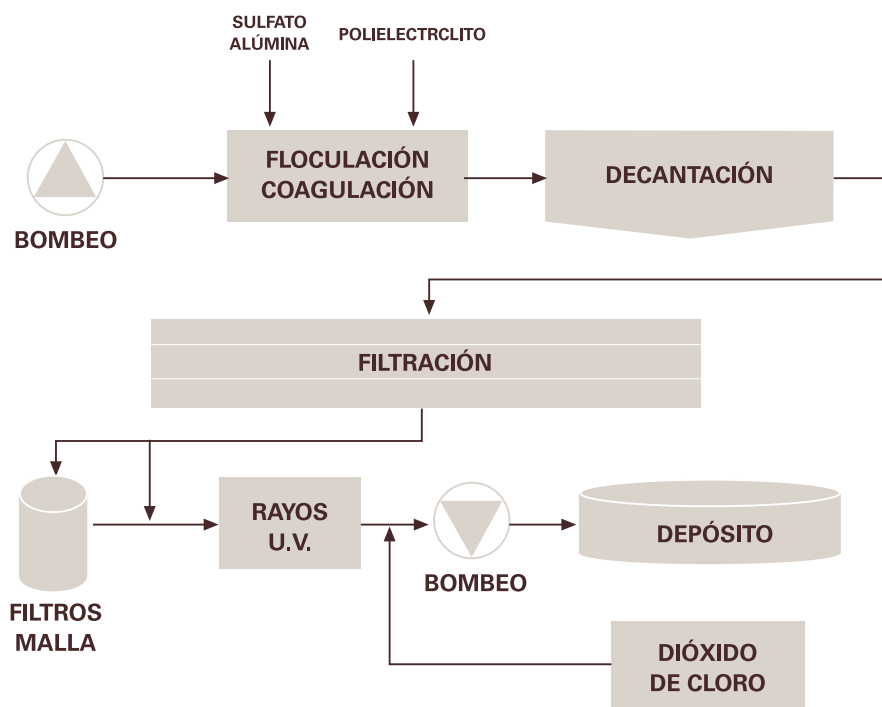 SULFATO
ALÚMINA
POLIELECTRCLITO
FLOCULACIÓN
COAGULACIÓN
DECANTACIÓN
BOMBEO
FILTRACIÓN
RAYOS
U.V.
DEPÓSITO
BOMBEO
FILTROS
MALLA
DIÓXIDO
DE CLORO